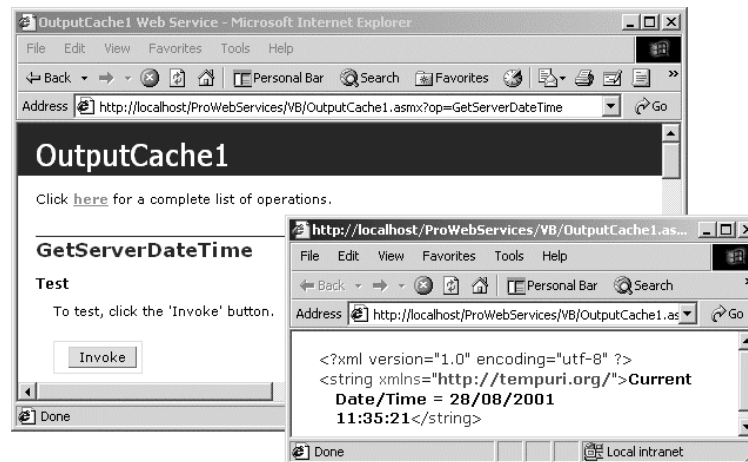 OutputCache1 Web Service - Microsoft Internet Explorer
File Edit View Favorites Tools Help
Back Personal Bar Search Favorites »
Address http://localhost/ProWebServices/VB/OutputCache1.asmx?op=GetServerDateTime Go
OutputCache1
Click here for a complete list of operations.
GetServerDateTime
Test
To test, click the 'Invoke' button.
Invoke
Done
http://localhost/ProWebServices/VB/OutputCache1.as...
File Edit View Favorites Tools Help
Back Personal Bar Search
Address http://localhost/ProWebServices/VB/OutputCache1.as Go
<?xml version="1.0" encoding="utf-8" ?>
<string xmlns="http://tempuri.org/">Current
Date/Time = 28/08/2001
11:35:21</string>
Done Local intranet